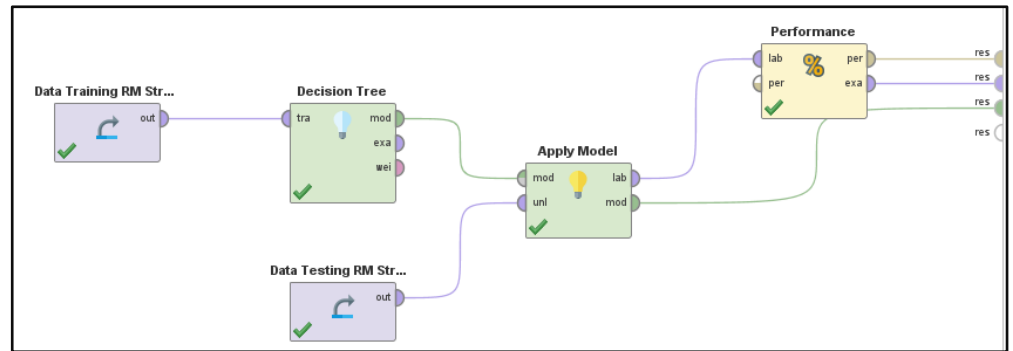 Performance
lab
%
per
res
per
exa
res
res
res
Data Training RM Str...
out
Decision Tree
tra
mod
exa
wei
Apply Model
mod
lab
unl
mod
Data Testing RM Str...
out